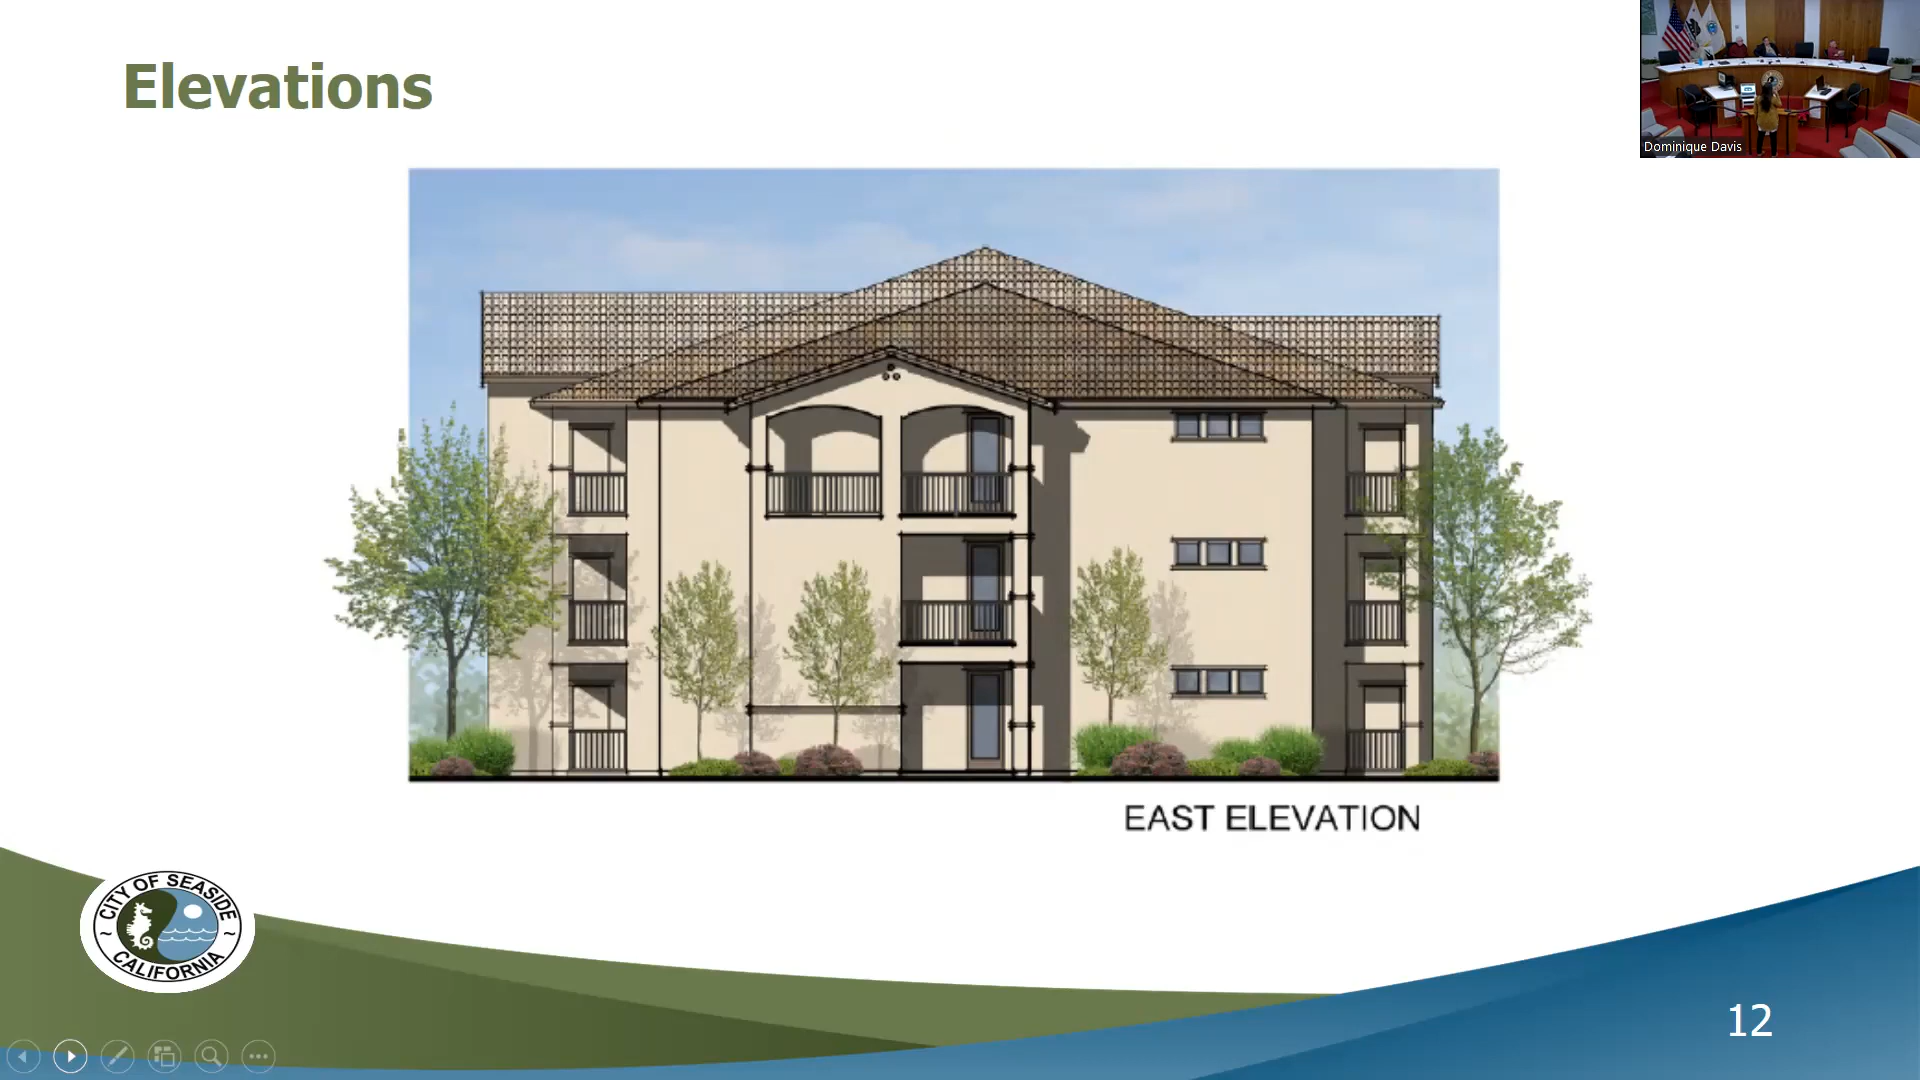 Elevations
Dominique Davis
EAST ELEVATION
CITY OF SEASIDE
~ ~
CALIFORNIA
12